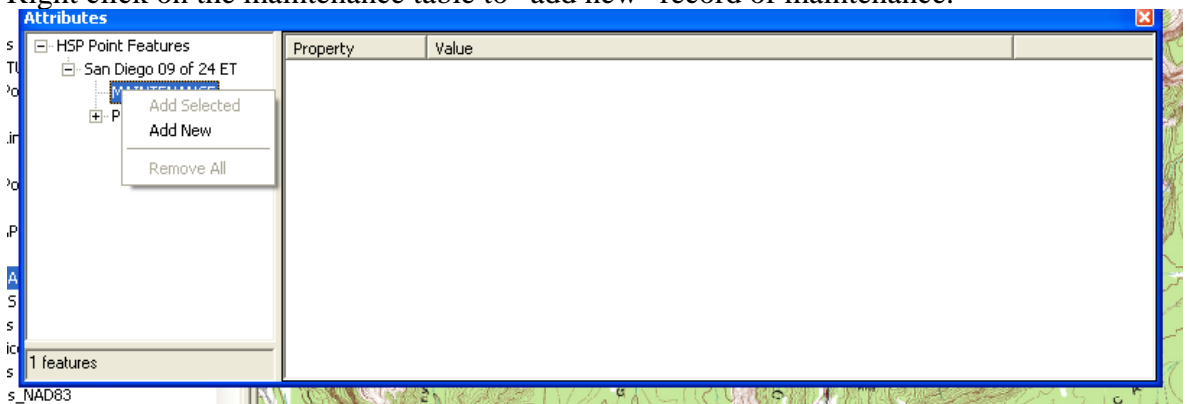 Right click on the maintenance table to "add new" record of maintenance.
Attributes
HSP Point Features
Property Value
San Diego 09 of 24 ET
MAINTENANCE
Add Selected
P
Add New
Remove All
1 features
s_NAD83